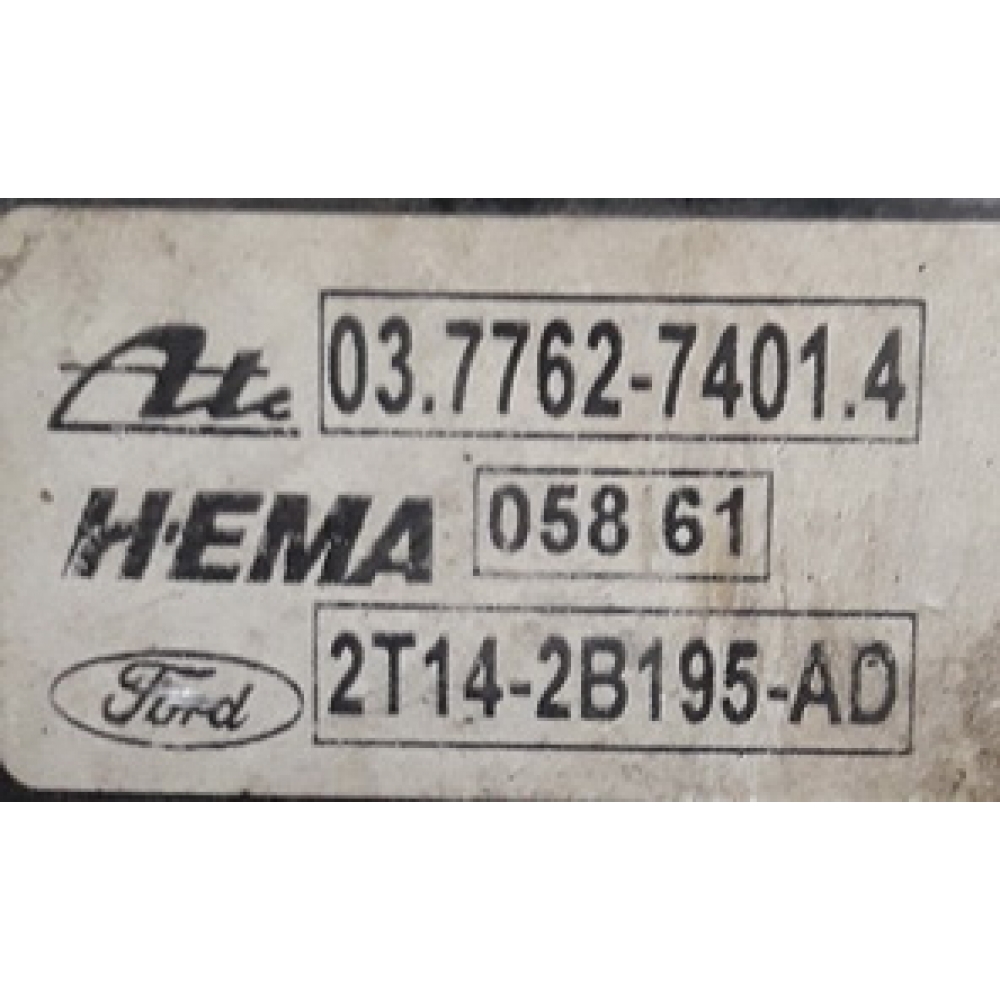 Ate 03.7762-7401.4
HEMA 058 61
Ford 2T14-2B195-AD